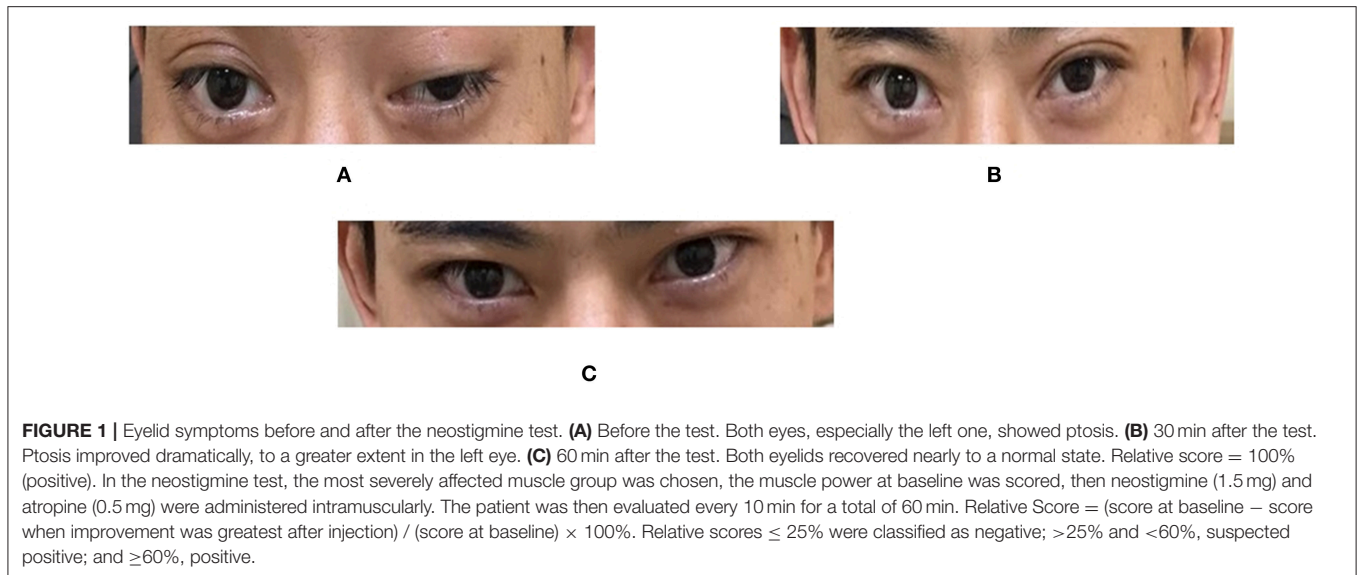 A
B
C
FIGURE 1 | Eyelid symptoms before and after the neostigmine test. (A) Before the test. Both eyes, especially the left one, showed ptosis. (B) 30 min after the test.
Ptosis improved dramatically, to a greater extent in the left eye. (C) 60 min after the test. Both eyelids recovered nearly to a normal state. Relative score = 100%
(positive). In the neostigmine test, the most severely affected muscle group was chosen, the muscle power at baseline was scored, then neostigmine (1.5 mg) and
atropine (0.5 mg) were administered intramuscularly. The patient was then evaluated every 10 min for a total of 60 min. Relative Score = (score at baseline − score
when improvement was greatest after injection) / (score at baseline) × 100%. Relative scores ≤ 25% were classified as negative; >25% and <60%, suspected
positive; and ≥60%, positive.